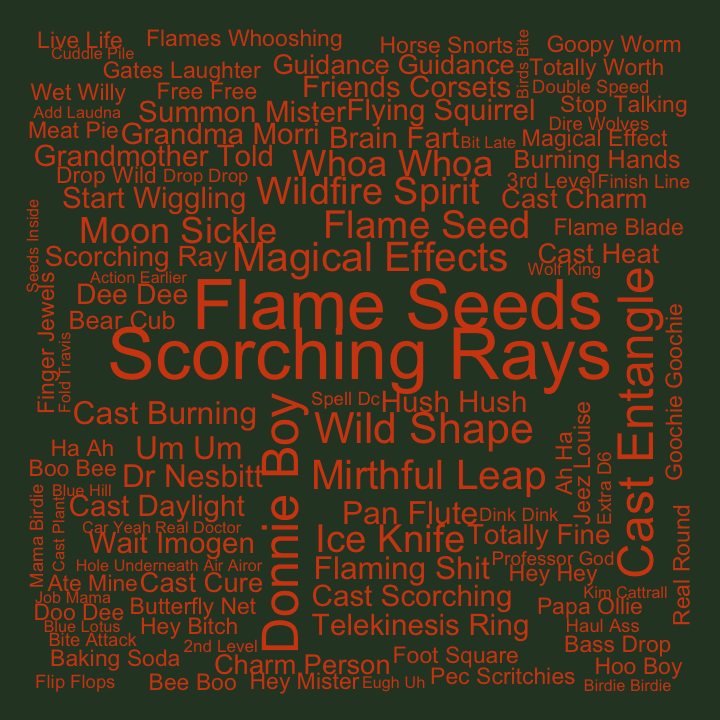 Live Life
Flames Whooshing
Horse Snorts
Birds Bite
Goopy Worm
Cuddle Pile
Gates Laughter
Guidance Guidance
Totally Worth
Wet Willy
Free Free
Friends Corsets
Double Speed
Add Laudna
Summon Mister
Flying Squirrel
Stop Talking
Meat Pie
Grandma Morri
Brain Fart
Bit Late
Dire Wolves
Magical Effect
Grandmother Told
Whoa Whoa
Burning Hands
Drop Wild
Drop Drop
Wildfire Spirit
3rd Level
Finish Line
Start Wiggling
Cast Charm
Seeds Inside
Moon Sickle
Flame Seed
Flame Blade
Scorching Ray
Magical Effects
Cast Heat
Action Earlier
Wolf King
Finger Jewels
Dee Dee
Flame Seeds
Cast Entangle
Bear Cub
Goochie Goochie
Fold Travis
Scorching Rays
Cast Burning
Donnie Boy
Spell Dc
Hush Hush
Wild Shape
Ah Ha
Jeez Louise
Ha Ah
Um Um
Boo Bee
Dr Nesbitt
Mirthful Leap
Extra D6
Blue Hill
Mama Birdie
Cast Plant
Cast Daylight
Pan Flute
Dink Dink
Car Yeah Real Doctor
Wait Imogen
Ice Knife
Totally Fine
Real Round
Hole Underneath Air Airor
Professor God
Ate Mine
Cast Cure
Flaming Shit
Hey Hey
Job Mama
Kim Cattrall
Doo Dee
Butterfly Net
Cast Scorching
Papa Ollie
Blue Lotus
Hey Bitch
Telekinesis Ring
Haul Ass
Bite Attack
2nd Level
Bass Drop
Baking Soda
Charm Person
Foot Square
Hoo Boy
Flip Flops
Bee Boo
Hey Mister
Eugh Uh
Pec Scritchies
Birdie Birdie